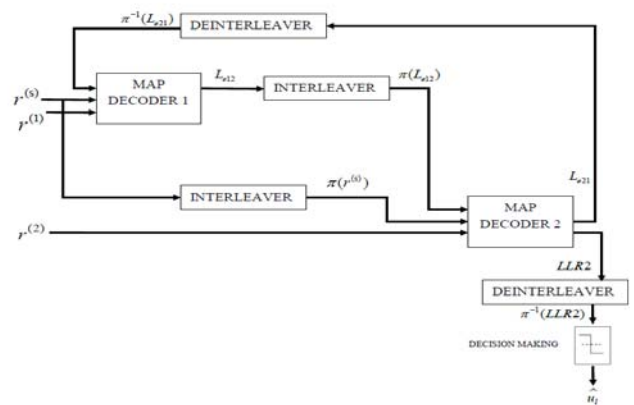 π⁻¹(Lₑ₂₁)
DEINTERLEAVER
Lₑ₁₂
π(Lₑ₁₂)
MAP
DECODER 1
INTERLEAVER
r⁽ˢ⁾
r⁽¹⁾
Lₑ₂₁
π(r⁽ˢ⁾)
INTERLEAVER
MAP
DECODER 2
r⁽²⁾
LLR2
DEINTERLEAVER
π⁻¹(LLR2)
DECISION MAKING
û_l